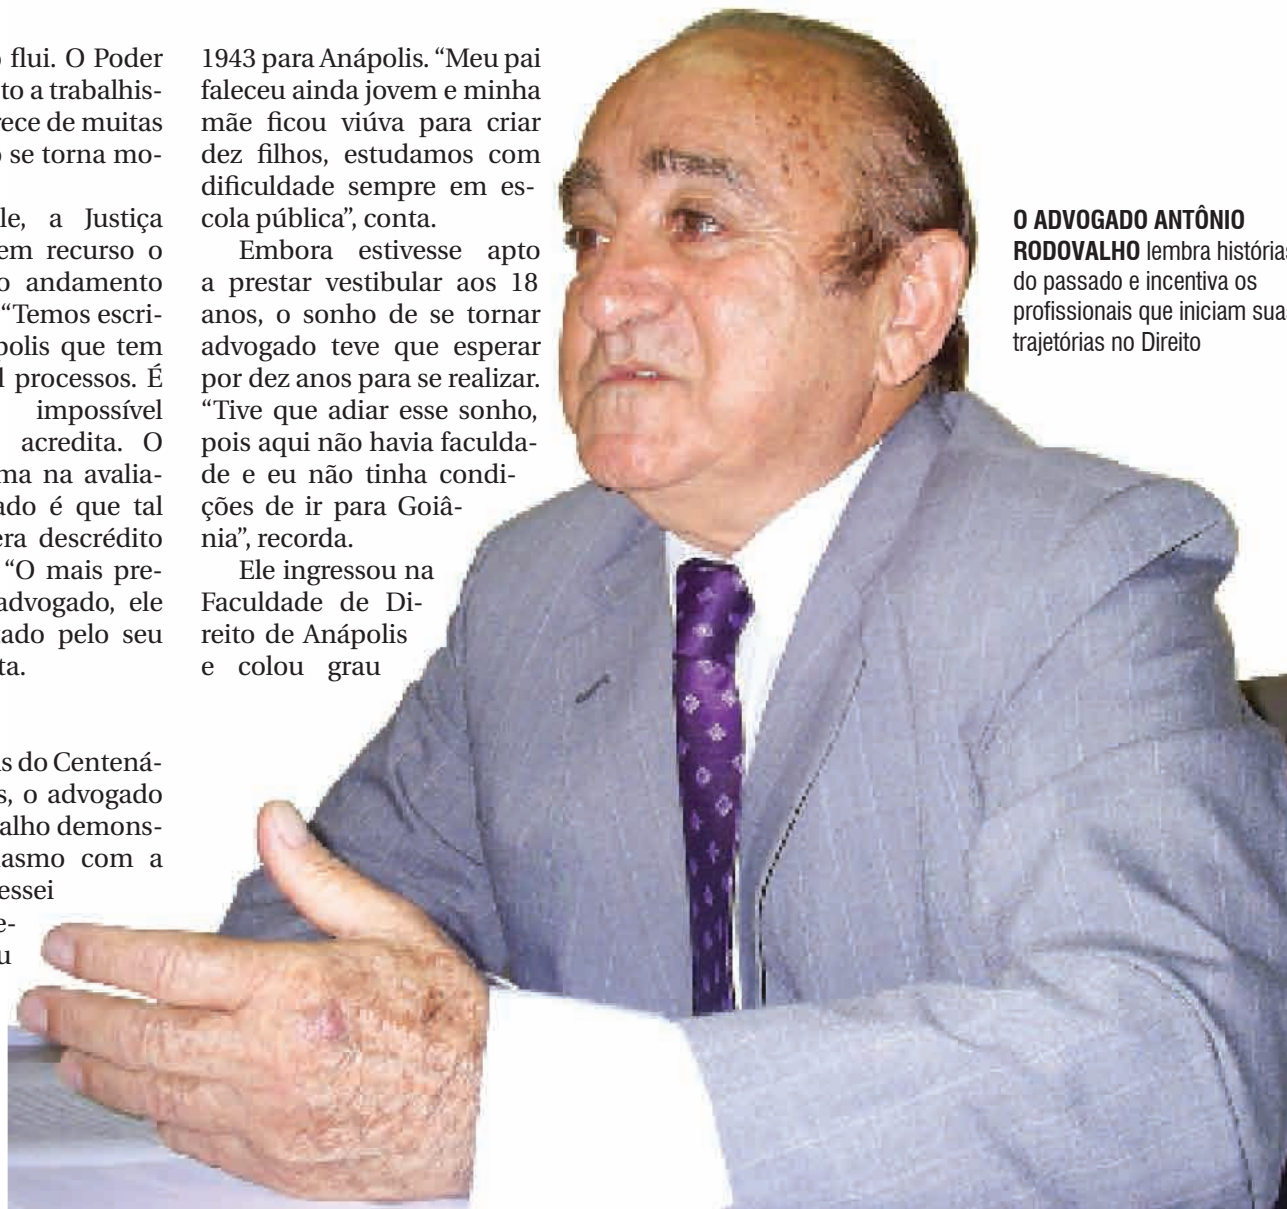 flui. O Poder
to a trabalhis-
rece de muitas
se torna mo-
le, a Justiça
em recurso o
o andamento
“Temos escri-
polis que tem
l processos. É
impossível
acredita. O
ma na avalia-
ado é que tal
era descrédito
“O mais pre-
advogado, ele
tado pelo seu
ta.
s do Centená-
s, o advogado
alho demons-
iasmo com a
essei
e-
u
1943 para Anápolis. “Meu pai
faleceu ainda jovem e minha
mãe ficou viúva para criar
dez filhos, estudamos com
dificuldade sempre em es-
cola pública”, conta.
Embora estivesse apto
a prestar vestibular aos 18
anos, o sonho de se tornar
advogado teve que esperar
por dez anos para se realizar.
“Tive que adiar esse sonho,
pois aqui não havia faculda-
de e eu não tinha condi-
ções de ir para Goiâ-
nia”, recorda.
Ele ingressou na
Faculdade de Di-
reito de Anápolis
e colou grau
O ADVOGADO ANTÔNIO
RODOVALHO lembra histórias
do passado e incentiva os
profissionais que iniciam sua
trajetórias no Direito